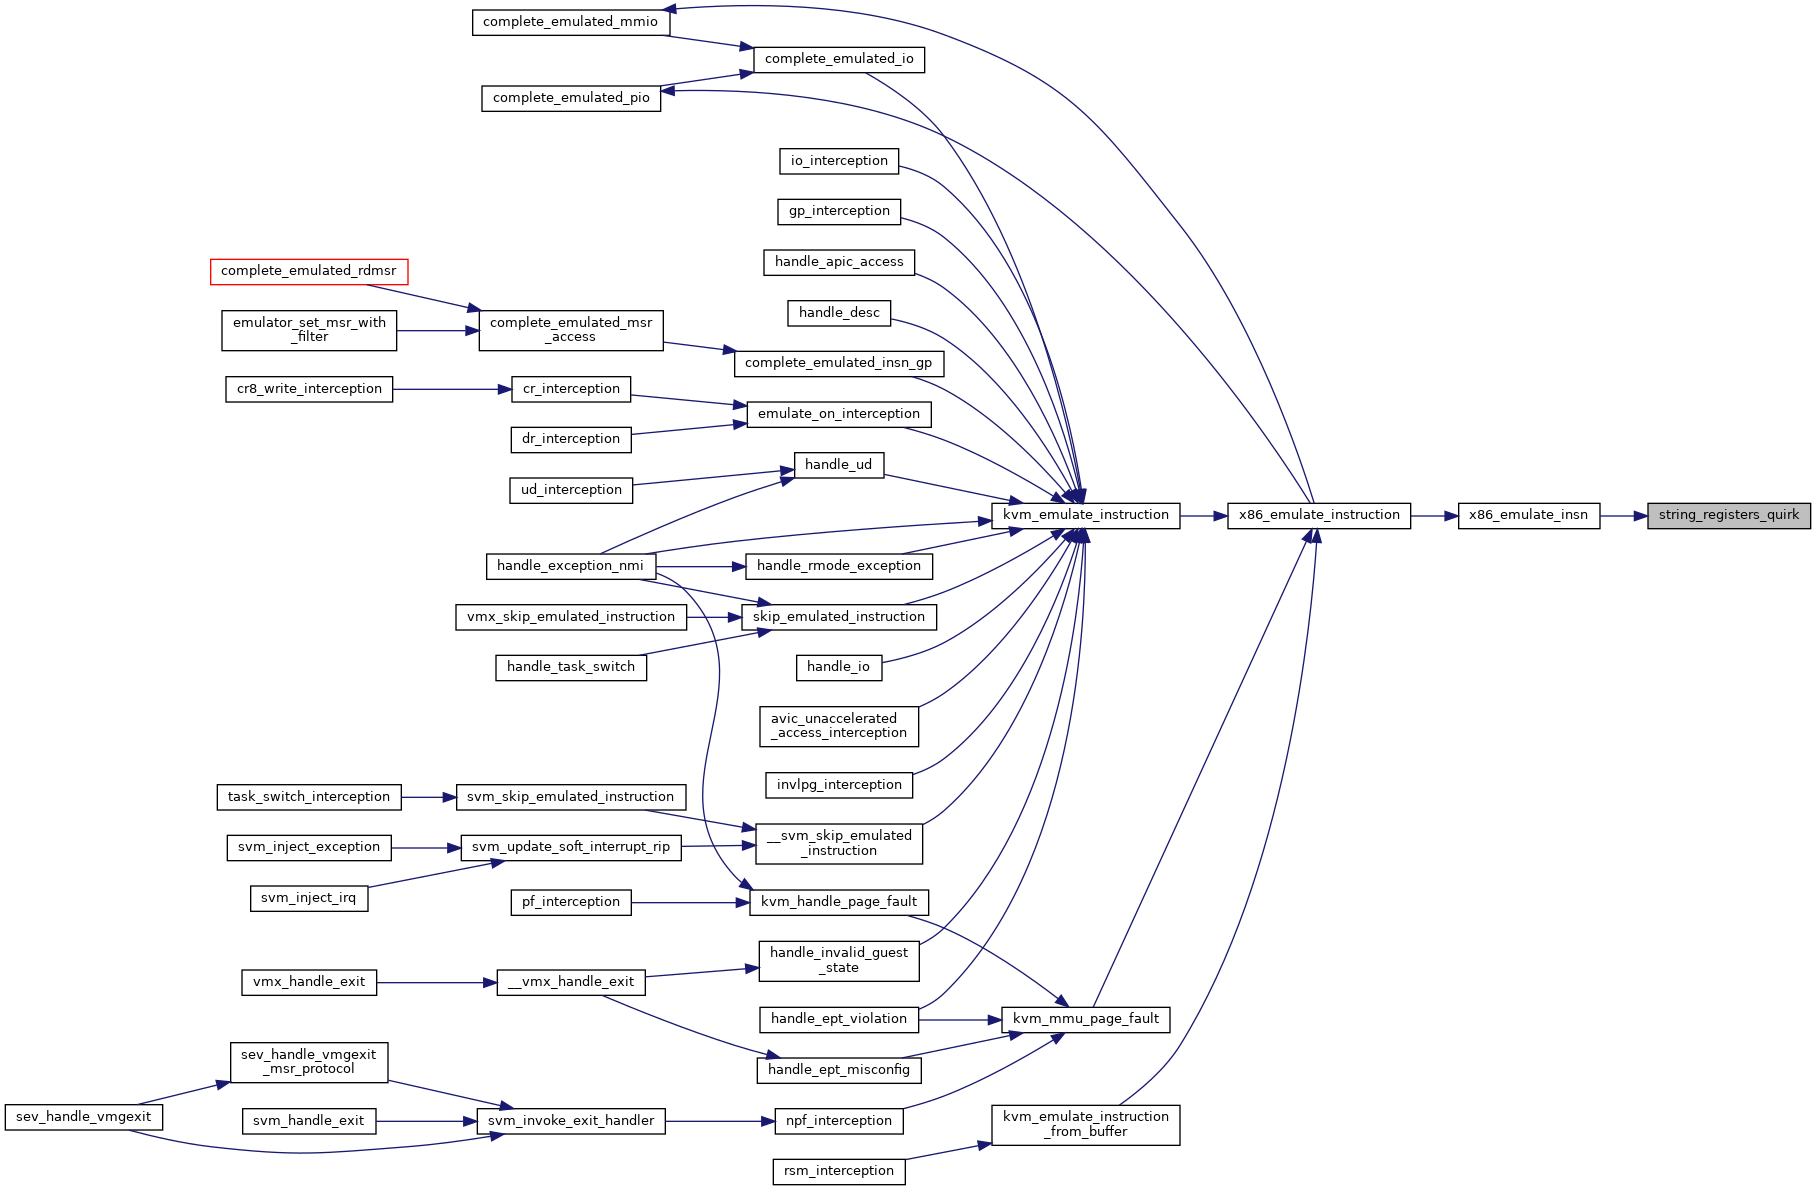 complete_emulated_mmio
complete_emulated_io
complete_emulated_pio
io_interception
gp_interception
handle_apic_access
complete_emulated_rdmsr
handle_desc
emulator_set_msr_with
_filter
complete_emulated_msr
_access
complete_emulated_insn_gp
cr8_write_interception
cr_interception
emulate_on_interception
dr_interception
handle_ud
ud_interception
kvm_emulate_instruction
x86_emulate_instruction
x86_emulate_insn
string_registers_quirk
handle_exception_nmi
handle_rmode_exception
vmx_skip_emulated_instruction
skip_emulated_instruction
handle_task_switch
handle_io
avic_unaccelerated
_access_interception
invlpg_interception
task_switch_interception
svm_skip_emulated_instruction
__svm_skip_emulated
_instruction
svm_inject_exception
svm_update_soft_interrupt_rip
svm_inject_irq
pf_interception
kvm_handle_page_fault
handle_invalid_guest
_state
vmx_handle_exit
__vmx_handle_exit
handle_ept_violation
kvm_mmu_page_fault
sev_handle_vmgexit
_msr_protocol
handle_ept_misconfig
sev_handle_vmgexit
svm_handle_exit
svm_invoke_exit_handler
npf_interception
kvm_emulate_instruction
_from_buffer
rsm_interception